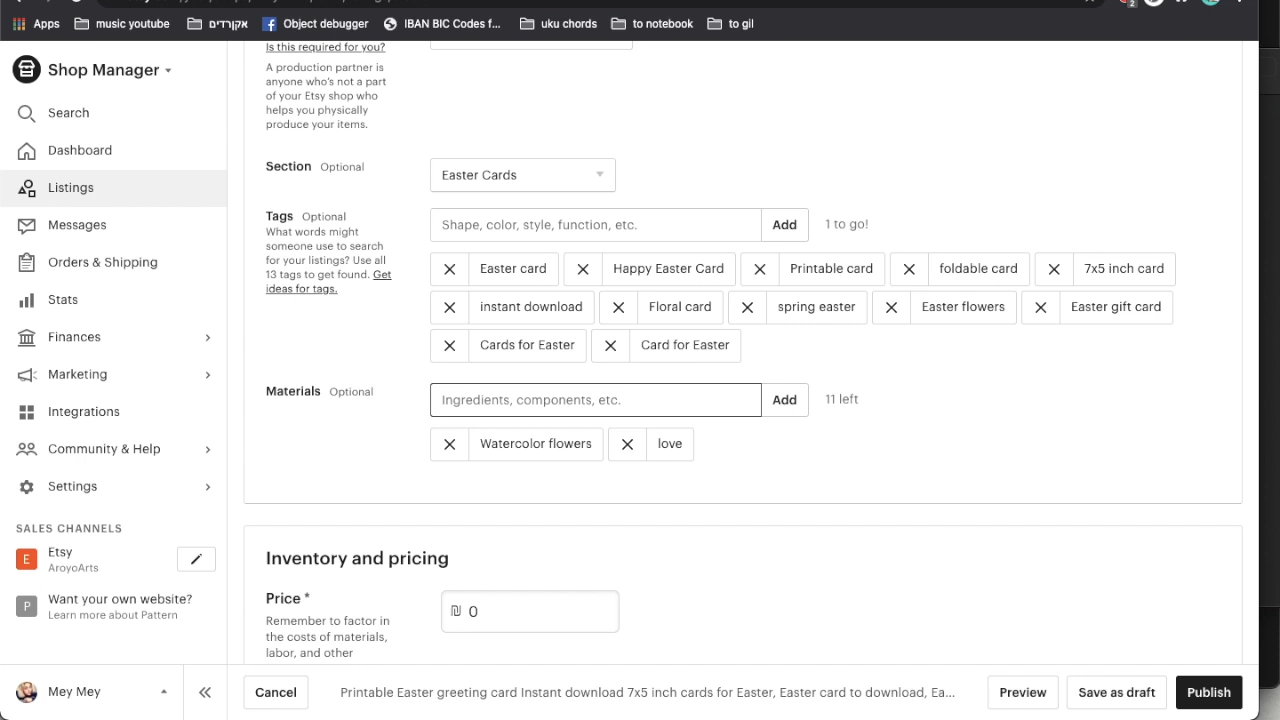 Apps music youtube אקורדים Object debugger IBAN BIC Codes f... uku chords to notebook to gil
Shop Manager
Search
Dashboard
Listings
Messages
Orders & Shipping
Stats
Finances
Marketing
Integrations
Community & Help
Settings
SALES CHANNELS
E Etsy
AroyoArts
P Want your own website?
Learn more about Pattern
Mey Mey
Is this required for you?
A production partner is
anyone who's not a part
of your Etsy shop who
helps you physically
produce your items.
Section Optional
Easter Cards
Tags Optional
What words might
someone use to search
for your listings? Use all
13 tags to get found. Get
ideas for tags.
Shape, color, style, function, etc. Add 1 to go!
Easter card Happy Easter Card Printable card foldable card 7x5 inch card
instant download Floral card spring easter Easter flowers Easter gift card
Cards for Easter Card for Easter
Materials Optional
Ingredients, components, etc. Add 11 left
Watercolor flowers love
Inventory and pricing
Price *
Remember to factor in
the costs of materials,
labor, and other
₪ 0
Cancel Printable Easter greeting card Instant download 7x5 inch cards for Easter, Easter card to download, Ea... Preview Save as draft Publish